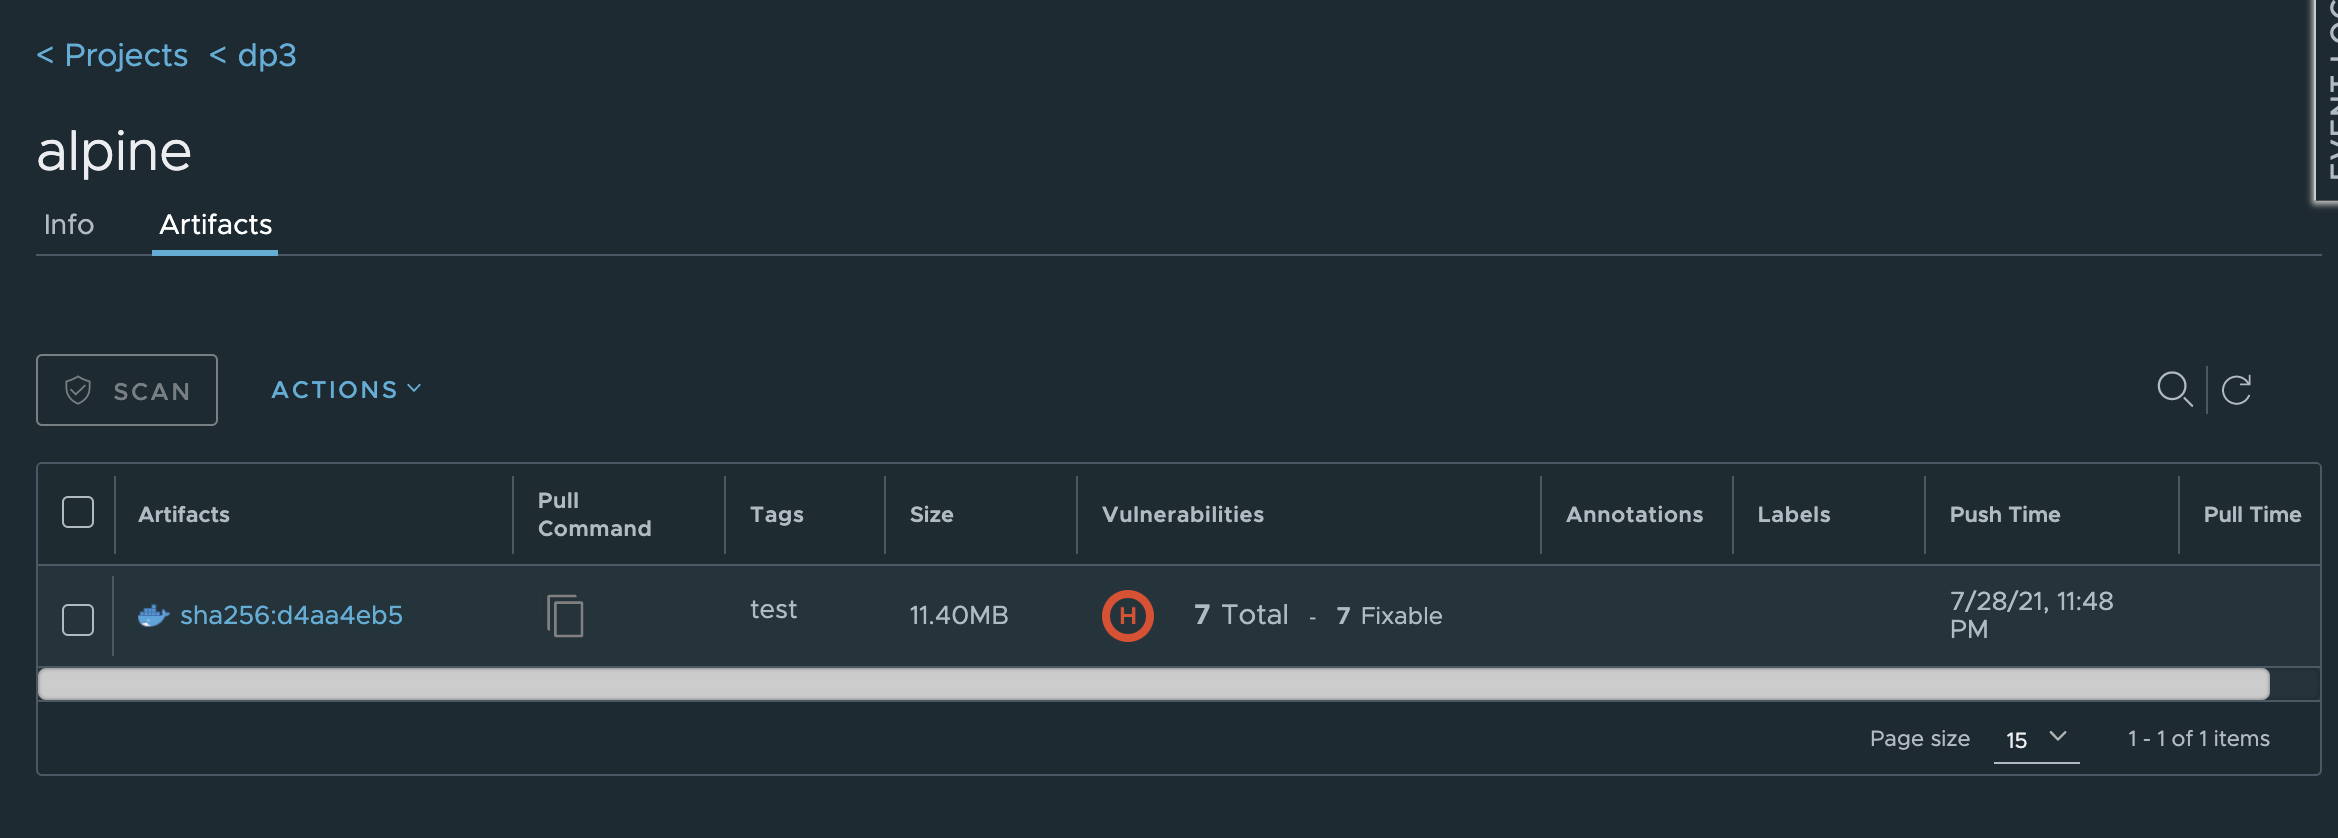 < Projects < dp3
alpine
Info Artifacts
SCAN ACTIONS
Artifacts Pull Command Tags Size Vulnerabilities Annotations Labels Push Time Pull Time
sha256:d4aa4eb5 test 11.40MB H 7 Total - 7 Fixable 7/28/21, 11:48 PM
Page size 15 1 - 1 of 1 items